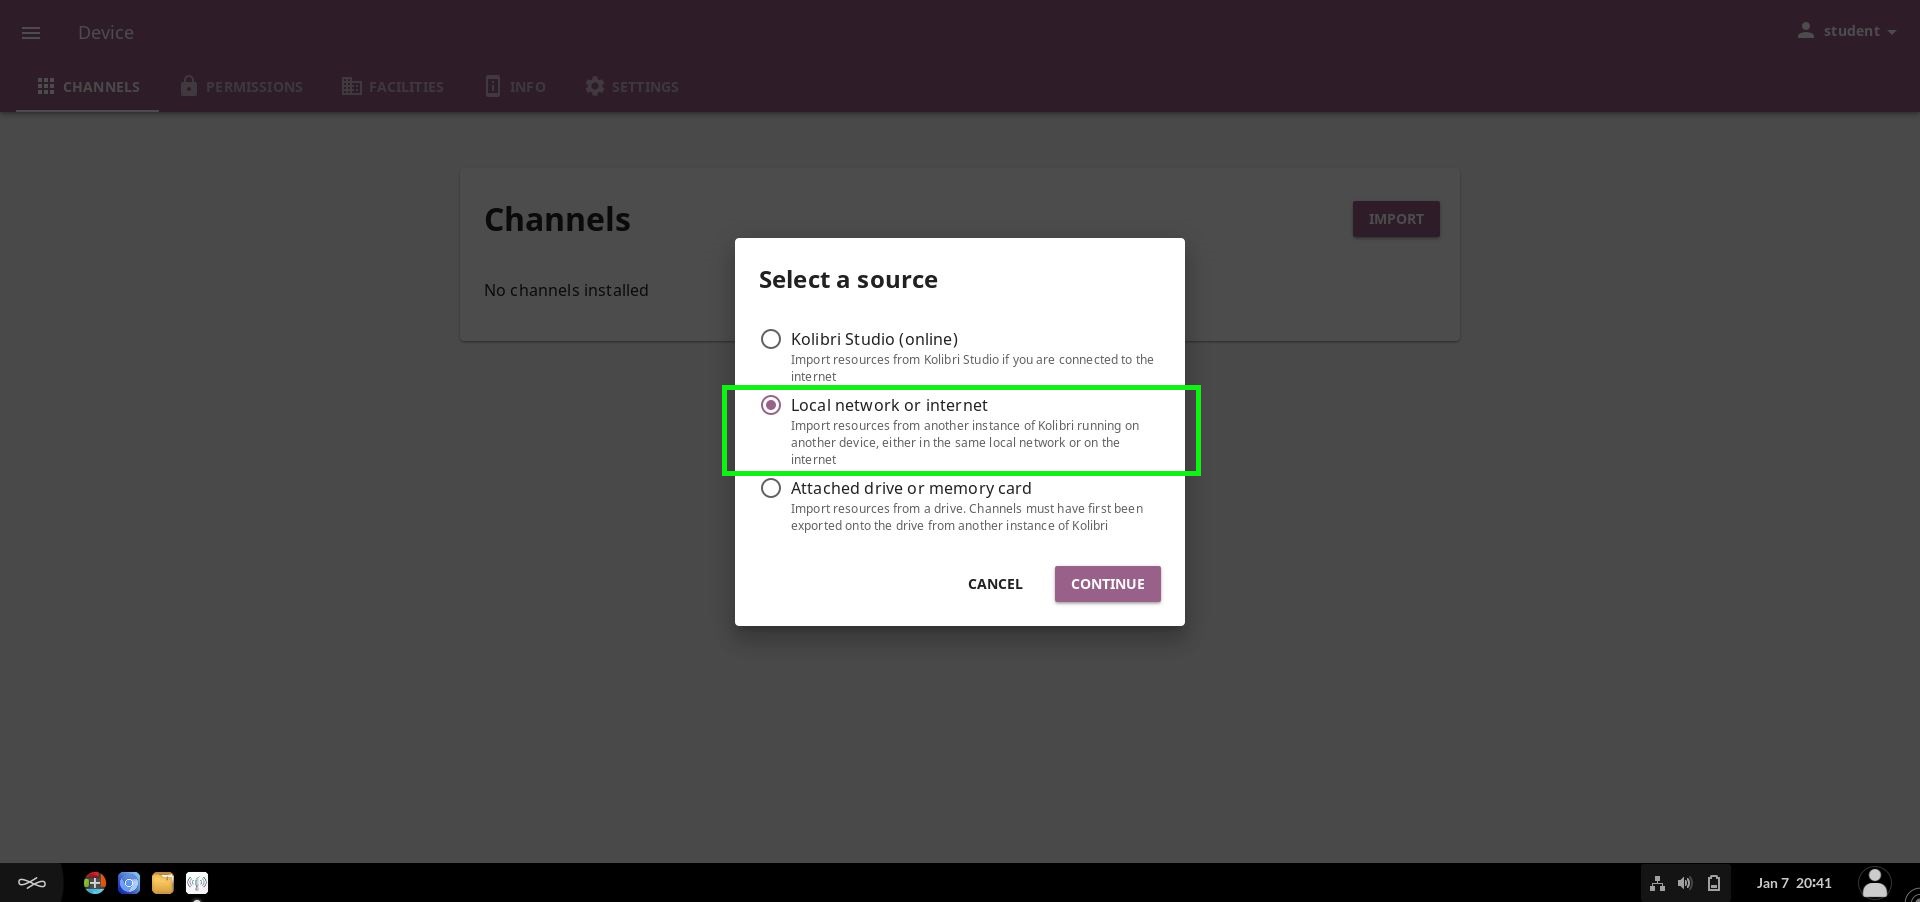 Device
student
CHANNELS PERMISSIONS FACILITIES INFO SETTINGS
Channels
IMPORT
No channels installed
Select a source
Kolibri Studio (online)
Import resources from Kolibri Studio if you are connected to the
internet
Local network or internet
Import resources from another instance of Kolibri running on
another device, either in the same local network or on the
internet
Attached drive or memory card
Import resources from a drive. Channels must have first been
exported onto the drive from another instance of Kolibri
CANCEL CONTINUE
Jan 7 20:41